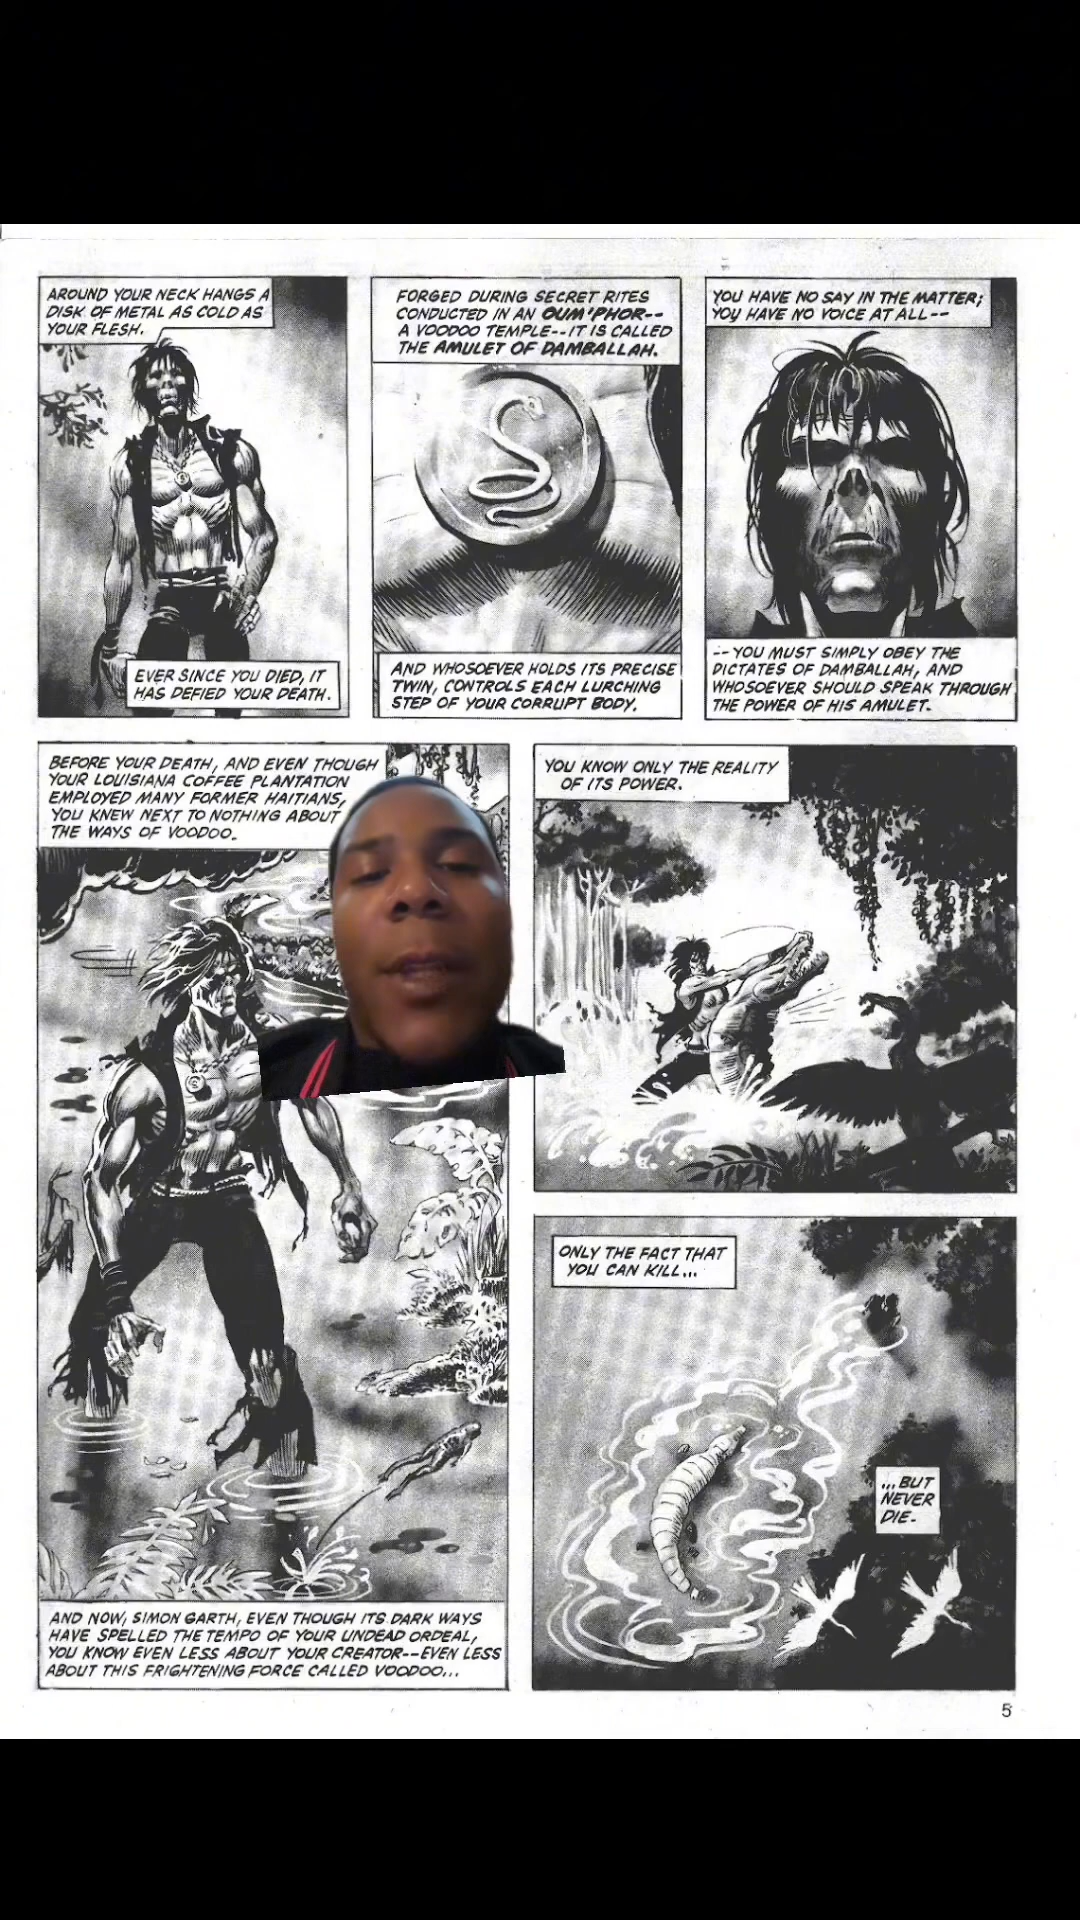 AROUND YOUR NECK HANGS A
DISK OF METAL AS COLD AS
YOUR FLESH.
EVER SINCE YOU DIED, IT
HAS DEFIED YOUR DEATH.
FORGED DURING SECRET RITES
CONDUCTED IN AN OUM'PHOR--
A VOODOO TEMPLE--IT IS CALLED
THE AMULET OF DAMBALLAH.
AND WHOSOEVER HOLDS ITS PRECISE
TWIN, CONTROLS EACH LURCHING
STEP OF YOUR CORRUPT BODY.
YOU HAVE NO SAY IN THE MATTER;
YOU HAVE NO VOICE AT ALL--
--YOU MUST SIMPLY OBEY THE
DICTATES OF DAMBALLAH, AND
WHOSOEVER SHOULD SPEAK THROUGH
THE POWER OF HIS AMULET.
BEFORE YOUR DEATH, AND EVEN THOUGH
YOUR LOUISIANA COFFEE PLANTATION
EMPLOYED MANY FORMER HAITIANS,
YOU KNEW NEXT TO NOTHING ABOUT
THE WAYS OF VOODOO.
AND NOW, SIMON GARTH, EVEN THOUGH ITS DARK WAYS
HAVE SPELLED THE TEMPO OF YOUR UNDEAD ORDEAL,
YOU KNOW EVEN LESS ABOUT YOUR CREATOR--EVEN LESS
ABOUT THIS FRIGHTENING FORCE CALLED VOODOO...
YOU KNOW ONLY THE REALITY
OF ITS POWER.
ONLY THE FACT THAT
YOU CAN KILL...
...BUT
NEVER
DIE.
5